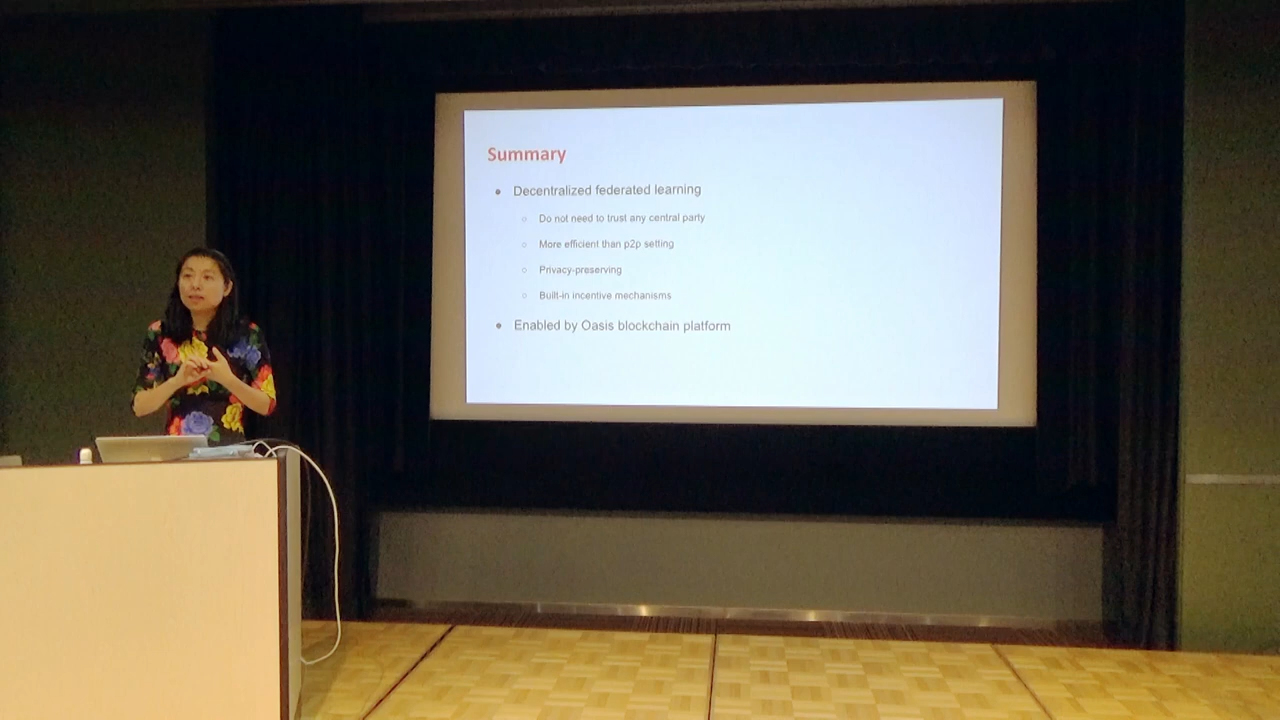 Summary
● Decentralized federated learning
○ Do not need to trust any central party
○ More efficient than p2p setting
○ Privacy-preserving
○ Built-in incentive mechanisms
● Enabled by Oasis blockchain platform